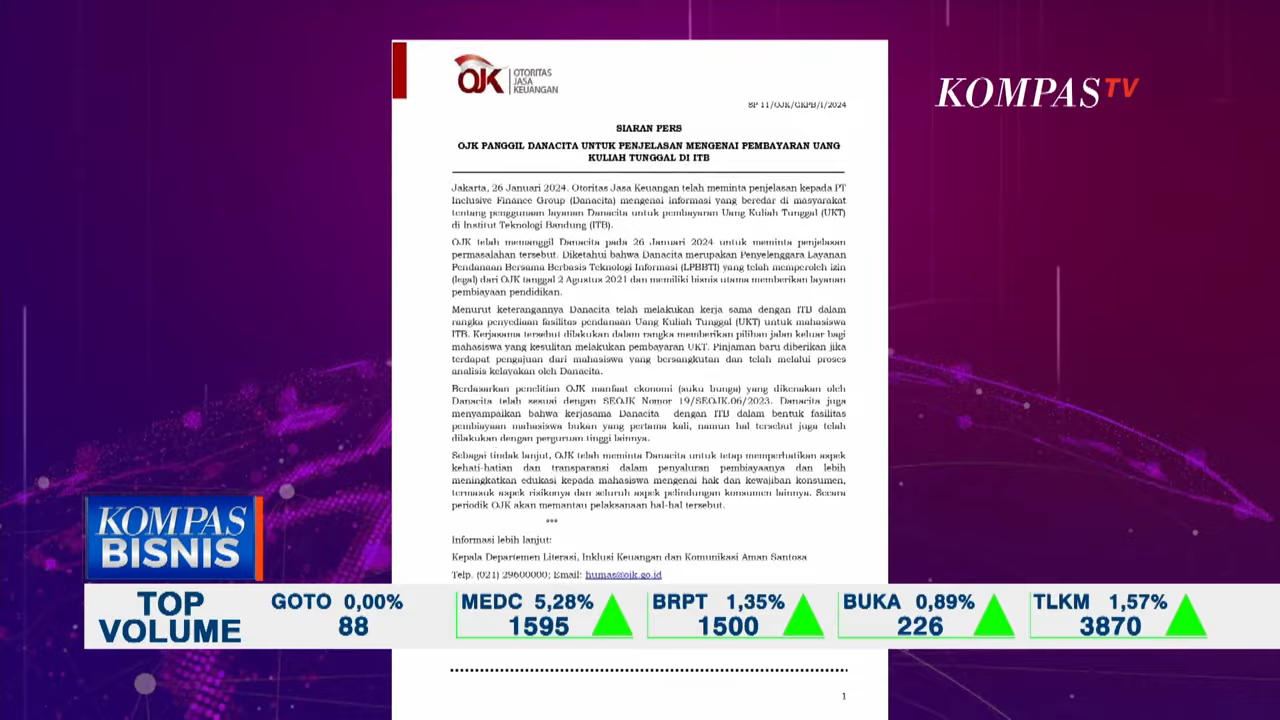 KOMPAS TV
OJK OTORITAS
JASA
KEUANGAN
SP 11/OJK/GKPB/I/2024
SIARAN PERS
OJK PANGGIL DANACITA UNTUK PENJELASAN MENGENAI PEMBAYARAN UANG
KULIAH TUNGGAL DI ITB
Jakarta, 26 Januari 2024. Otoritas Jasa Keuangan telah meminta penjelasan kepada PT
Inclusive Finance Group (Danacita) mengenai informasi yang beredar di masyarakat
tentang penggunaan layanan Danacita untuk pembayaran Uang Kuliah Tunggal (UKT)
di Institut Teknologi Bandung (ITB).
OJK telah memanggil Danacita pada 26 Januari 2024 untuk meminta penjelasan
permasalahan tersebut. Diketahui bahwa Danacita merupakan Penyelenggara Layanan
Pendanaan Bersama Berbasis Teknologi Informasi (LPBBTI) yang telah memperoleh izin
(legal) dari OJK tanggal 2 Agustus 2021 dan memiliki bisnis utama memberikan layanan
pembiayaan pendidikan.
Menurut keterangannya Danacita telah melakukan kerja sama dengan ITB dalam
rangka penyediaan fasilitas pendanaan Uang Kuliah Tunggal (UKT) untuk mahasiswa
ITB. Kerjasama tersebut dilakukan dalam rangka memberikan pilihan jalan keluar bagi
mahasiswa yang kesulitan melakukan pembayaran UKT. Pinjaman baru diberikan jika
terdapat pengajuan dari mahasiswa yang bersangkutan dan telah melalui proses
analisis kelayakan oleh Danacita.
Berdasarkan penelitian OJK manfaat ekonomi (suku bunga) yang dikenakan oleh
Danacita telah sesuai dengan SEOJK Nomor 19/SEOJK.06/2023. Danacita juga
menyampaikan bahwa kerjasama Danacita dengan ITB dalam bentuk fasilitas
pembiayaan mahasiswa bukan yang pertama kali, namun hal tersebut juga telah
dilakukan dengan perguruan tinggi lainnya.
Sebagai tindak lanjut, OJK telah meminta Danacita untuk tetap memperhatikan aspek
kehati-hatian dan transparansi dalam penyaluran pembiayaanya dan lebih
meningkatkan edukasi kepada mahasiswa mengenai hak dan kewajiban konsumen,
termasuk aspek risikonya dan seluruh aspek pelindungan konsumen lainnya. Secara
periodik OJK akan memantau pelaksanaan hal-hal tersebut.
***
Informasi lebih lanjut:
Kepala Departemen Literasi, Inklusi Keuangan dan Komunikasi Aman Santosa
Telp. (021) 29600000; Email: humas@ojk.go.id
KOMPAS
BISNIS
TOP
VOLUME
GOTO 0,00%
88
MEDC 5,28%
1595
BRPT 1,35%
1500
BUKA 0,89%
226
TLKM 1,57%
3870
1